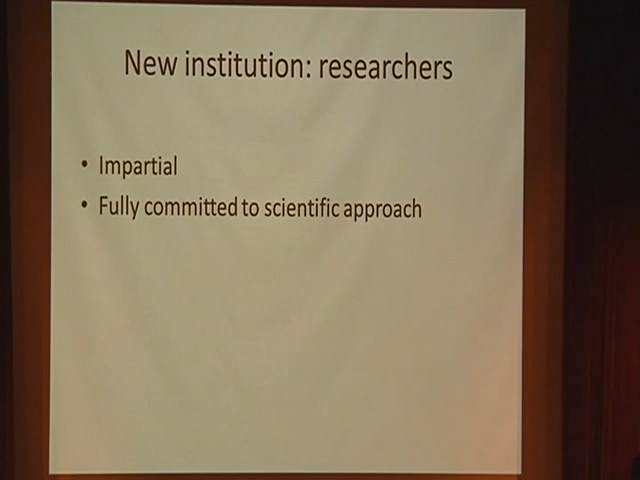 New institution: researchers
• Impartial
• Fully committed to scientific approach